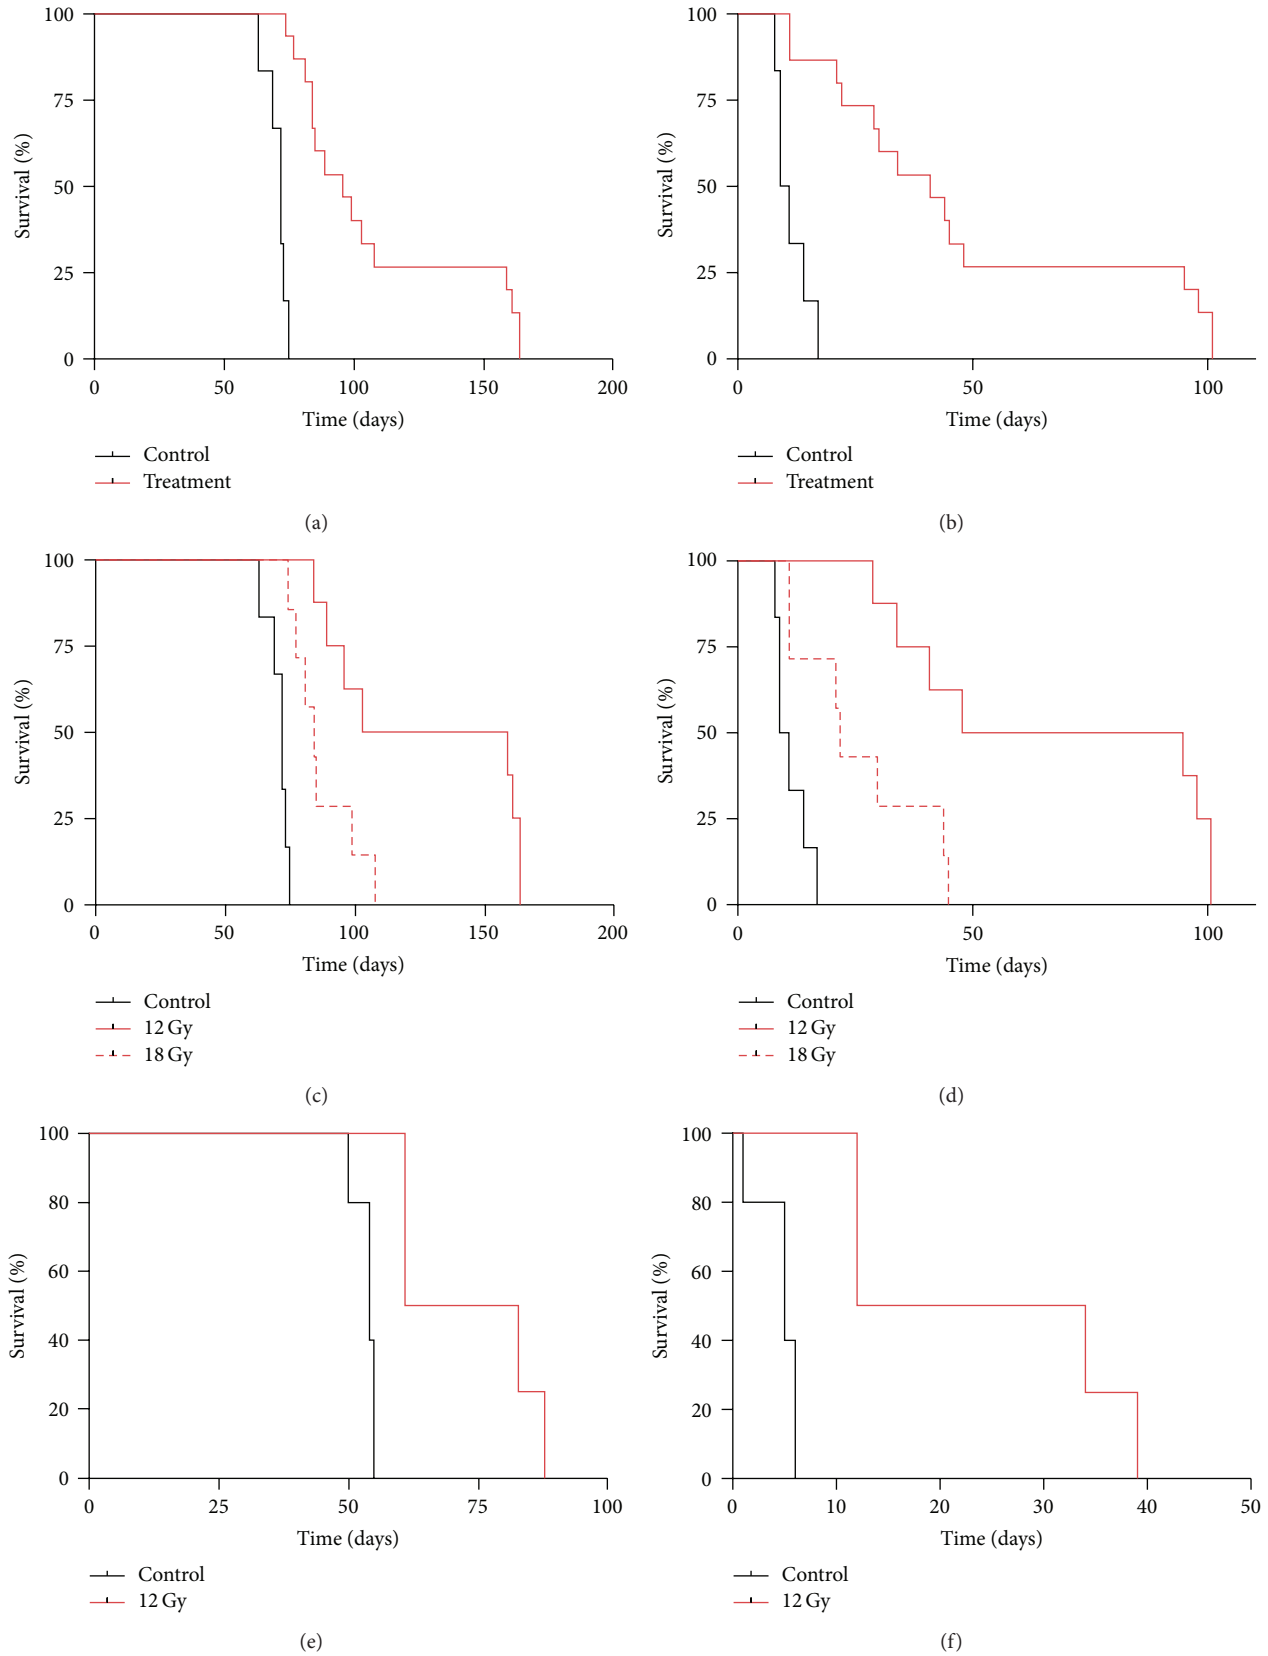 100
75
50
25
0
Survival (%)
0 50 100 150 200
Time (days)
Control
Treatment
(a)
100
75
50
25
0
Survival (%)
0 50 100
Time (days)
Control
Treatment
(b)
100
75
50
25
0
Survival (%)
0 50 100 150 200
Time (days)
Control
12 Gy
18 Gy
(c)
100
75
50
25
0
Survival (%)
0 50 100
Time (days)
Control
12 Gy
18 Gy
(d)
100
80
60
40
20
0
Survival (%)
0 25 50 75 100
Time (days)
Control
12 Gy
(e)
100
80
60
40
20
0
Survival (%)
0 10 20 30 40 50
Time (days)
Control
12 Gy
(f)